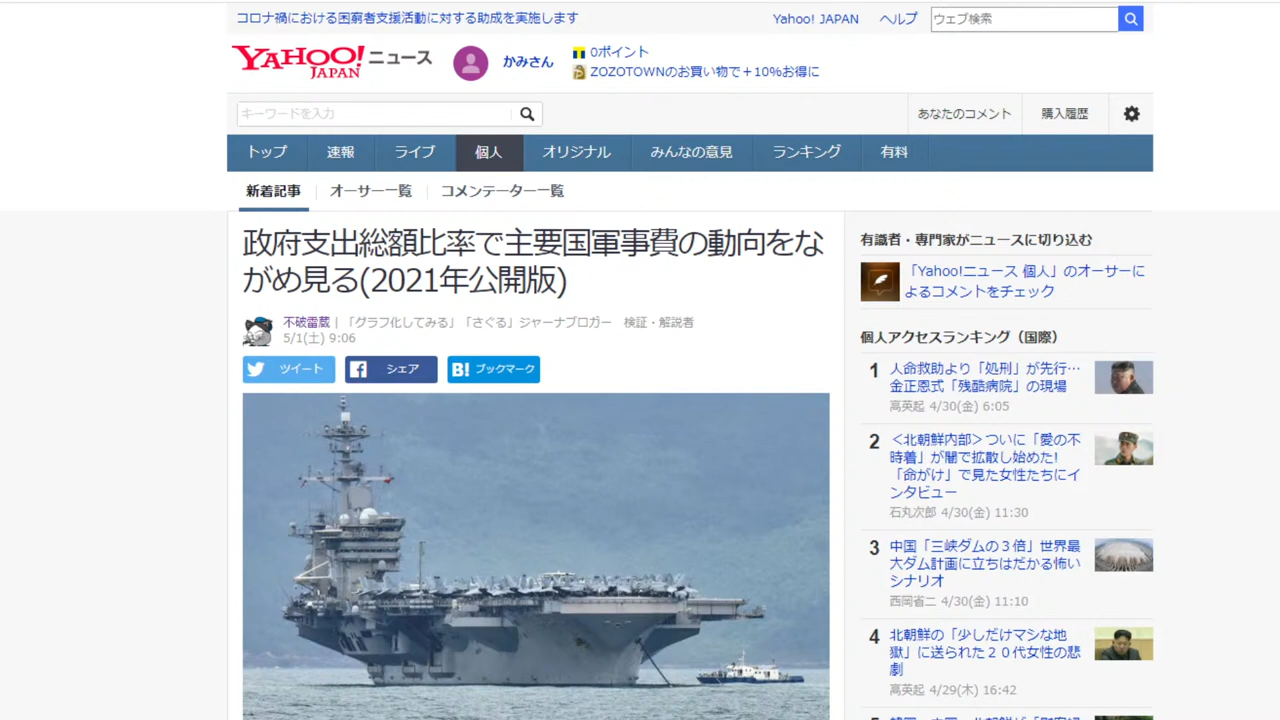 コロナ禍における困窮者支援活動に対する助成を実施します
Yahoo! JAPAN
ヘルプ
ウェブ検索
YAHOO! JAPAN ニュース
かみさん
0ポイント
ZOZOTOWNのお買い物で＋10%お得に
キーワードを入力
あなたのコメント
購入履歴
トップ
速報
ライブ
個人
オリジナル
みんなの意見
ランキング
有料
新着記事
オーサー一覧
コメンテーター一覧
政府支出総額比率で主要国軍事費の動向をな
がめ見る(2021年公開版)
不破雷蔵 | 「グラフ化してみる」「さぐる」ジャーナブロガー　検証・解説者
5/1(土) 9:06
ツイート
シェア
B! ブックマーク
有識者・専門家がニュースに切り込む
「Yahoo!ニュース 個人」のオーサーに
よるコメントをチェック
個人アクセスランキング（国際）
1
人命救助より「処刑」が先行…
金正恩式「残酷病院」の現場
高英起 4/30(金) 6:05
2
＜北朝鮮内部＞ついに「愛の不
時着」が闇で拡散し始めた!
「命がけ」で見た女性たちにイ
ンタビュー
石丸次郎 4/30(金) 11:30
3
中国「三峡ダムの３倍」世界最
大ダム計画に立ちはだかる怖い
シナリオ
西岡省二 4/30(金) 11:10
4
北朝鮮の「少しだけマシな地
獄」に送られた２０代女性の悲
劇
高英起 4/29(木) 16:42